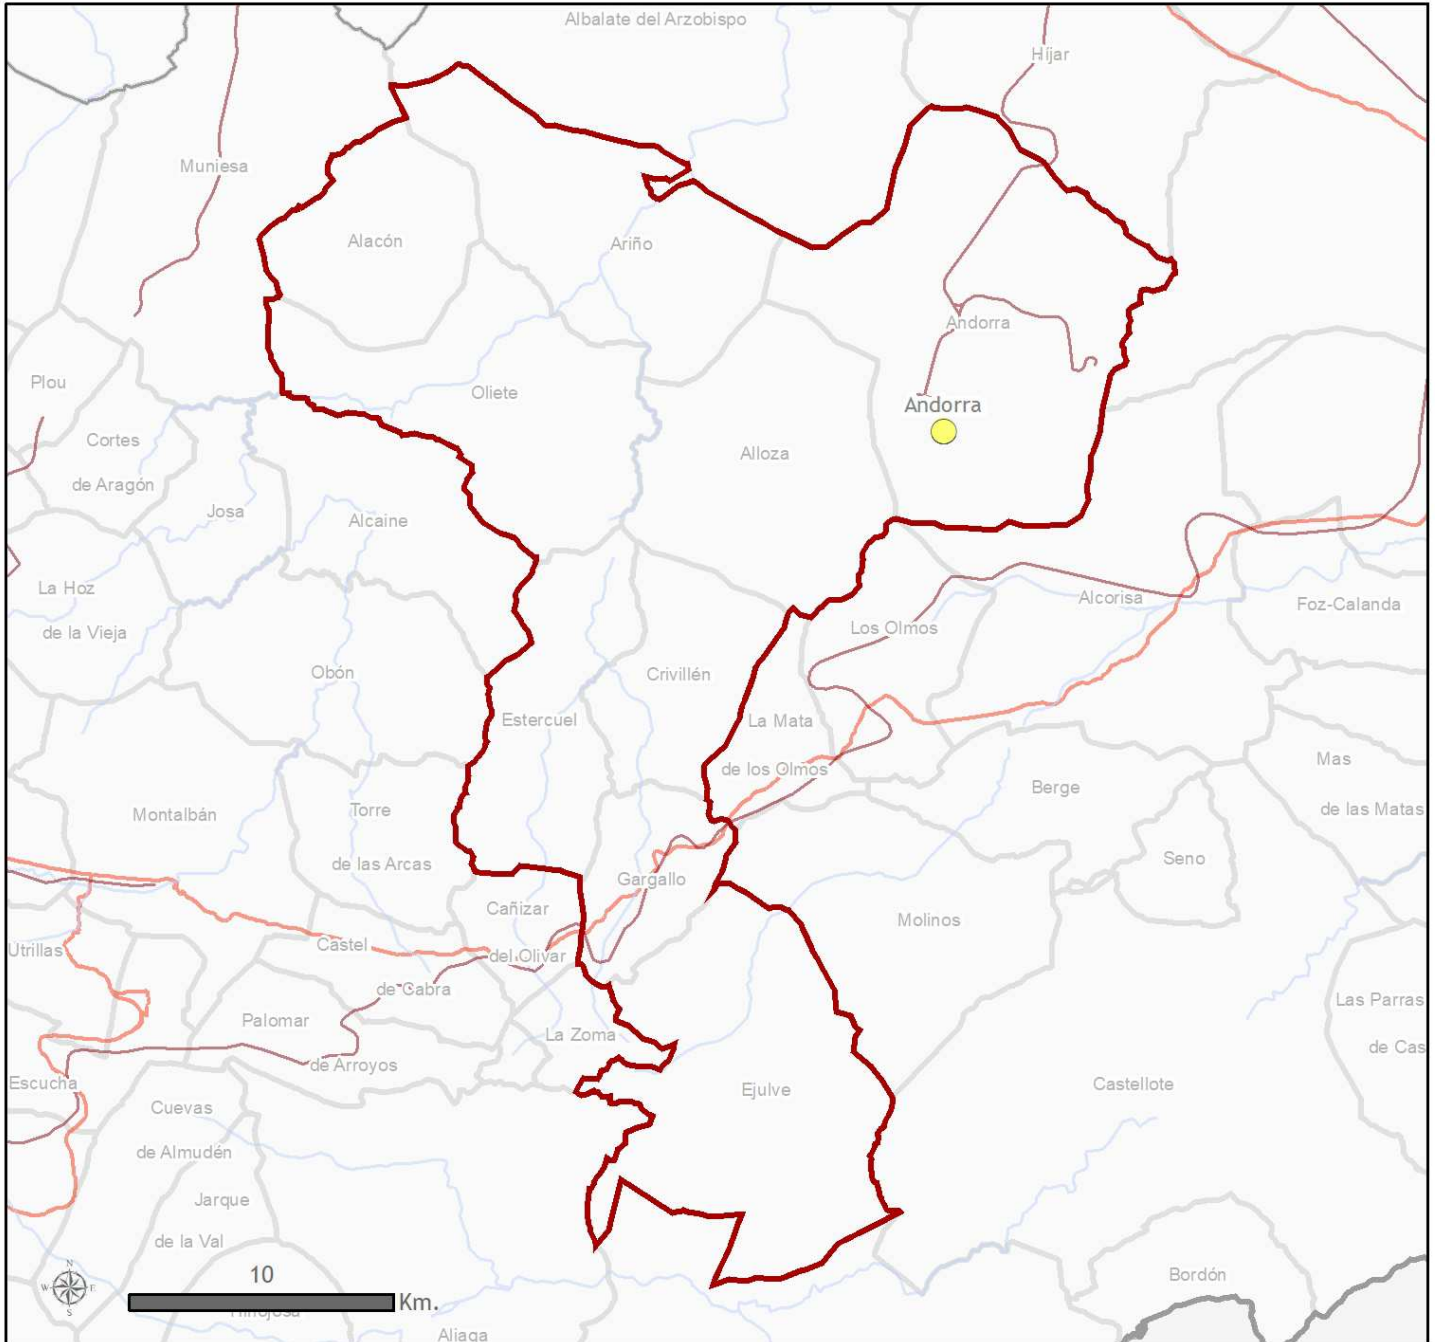 Albalate del Arzobispo
Híjar
Muniesa
Alacón
Ariño
Andorra
Plou
Oliete
Andorra
Cortes
de Aragón
Alloza
Josa
Alcaine
La Hoz
de la Vieja
Alcorisa
Foz-Calanda
Los Olmos
Obón
Crivillén
Estercuel
La Mata
de los Olmos
Mas
de las Matas
Berge
Montalbán
Torre
de las Arcas
Seno
Gargallo
Cañizar
del Olivar
Molinos
Utrillas
Castel
de Cabra
Las Parras
de Cas
Palomar
de Arroyos
La Zoma
Escucha
Ejulve
Castellote
Cuevas
de Almudén
Jarque
de la Val
Bordón
N
W
E
S
10
Km.
Hinojosa
Aliaga